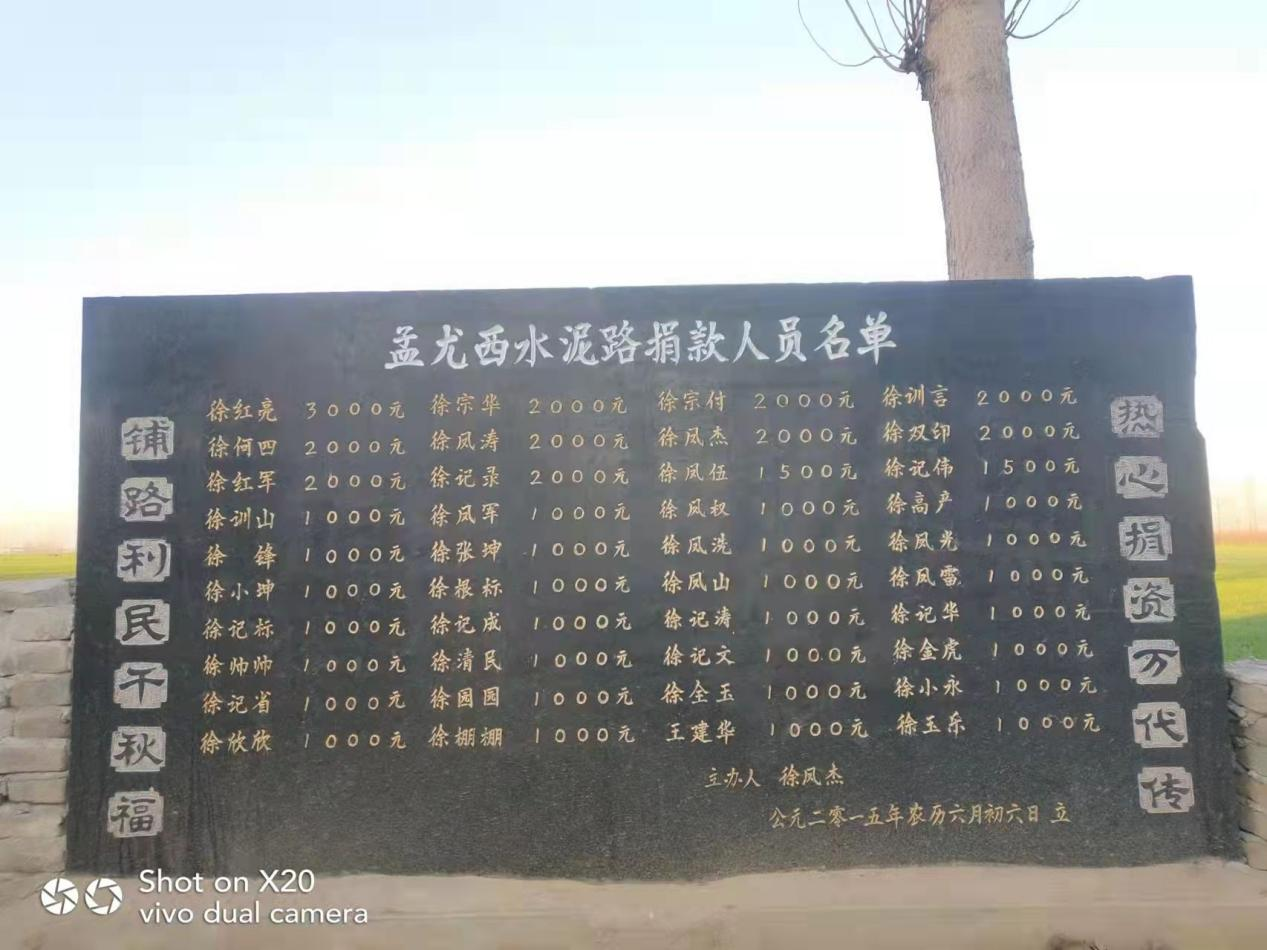 孟尤西水泥路捐款人员名单
铺路利民千秋福
徐红亮 3000元 徐宗华 2000元 徐宗付 2000元 徐训言 2000元
徐何四 2000元 徐凤涛 2000元 徐凤杰 2000元 徐双印 2000元
徐红军 2000元 徐记录 2000元 徐凤伍 1500元 徐记伟 1500元
徐训山 1000元 徐凤军 1000元 徐凤权 1000元 徐高产 1000元
徐锋 1000元 徐张坤 1000元 徐凤洗 1000元 徐凤光 1000元
徐小坤 1000元 徐根标 1000元 徐凤山 1000元 徐凤雷 1000元
徐记标 1000元 徐记成 1000元 徐记涛 1000元 徐记华 1000元
徐帅帅 1000元 徐清民 1000元 徐记文 1000元 徐金虎 1000元
徐记省 1000元 徐园园 1000元 徐全玉 1000元 徐小永 1000元
徐欣欣 1000元 徐棚棚 1000元 王建华 1000元 徐玉东 1000元
立办人 徐凤杰
公元二零一五年农历六月初六日 立
热心捐资万代传
Shot on X20
vivo dual camera